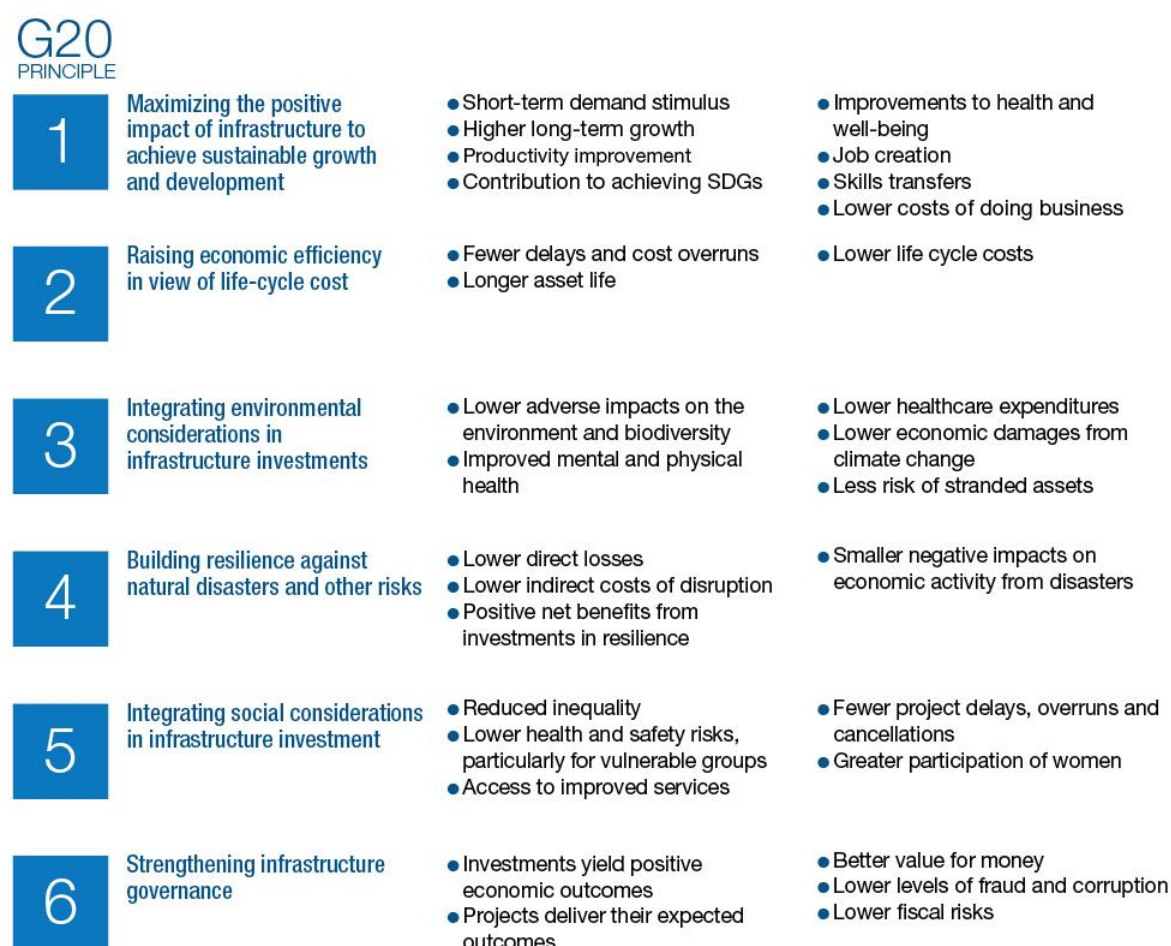 G20
PRINCIPLE
1
Maximizing the positive
impact of infrastructure to
achieve sustainable growth
and development
● Short-term demand stimulus
● Higher long-term growth
● Productivity improvement
● Contribution to achieving SDGs
● Improvements to health and
well-being
● Job creation
● Skills transfers
● Lower costs of doing business
2
Raising economic efficiency
in view of life-cycle cost
● Fewer delays and cost overruns
● Longer asset life
● Lower life cycle costs
3
Integrating environmental
considerations in
infrastructure investments
● Lower adverse impacts on the
environment and biodiversity
● Improved mental and physical
health
● Lower healthcare expenditures
● Lower economic damages from
climate change
● Less risk of stranded assets
4
Building resilience against
natural disasters and other risks
● Lower direct losses
● Lower indirect costs of disruption
● Positive net benefits from
investments in resilience
● Smaller negative impacts on
economic activity from disasters
5
Integrating social considerations
in infrastructure investment
● Reduced inequality
● Lower health and safety risks,
particularly for vulnerable groups
● Access to improved services
● Fewer project delays, overruns and
cancellations
● Greater participation of women
6
Strengthening infrastructure
governance
● Investments yield positive
economic outcomes
● Projects deliver their expected
outcomes
● Better value for money
● Lower levels of fraud and corruption
● Lower fiscal risks